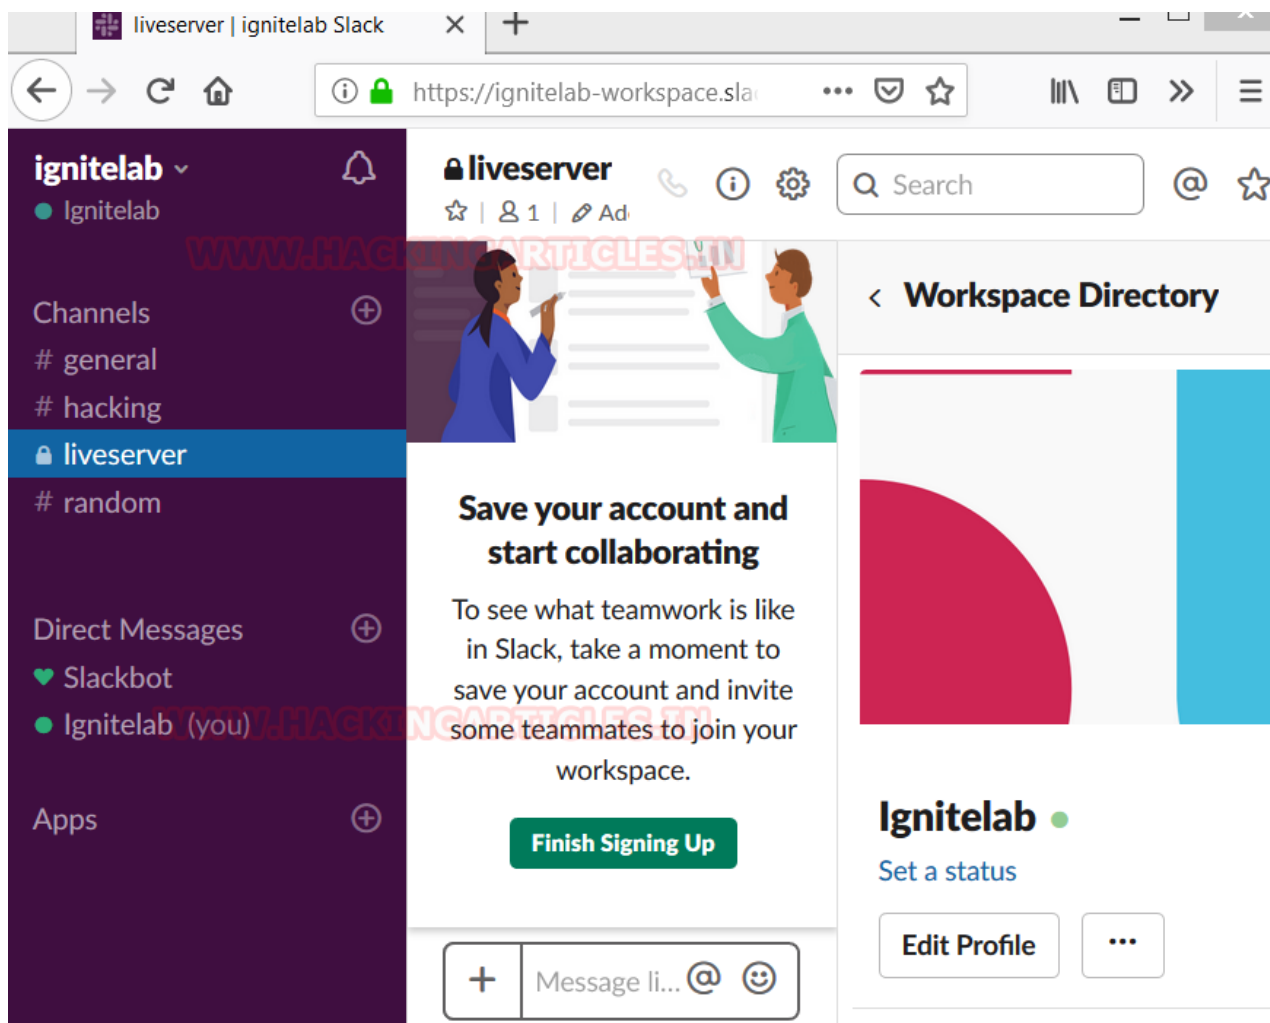 liveserver | ignitelab Slack
https://ignitelab-workspace.sla
ignitelab
Ignitelab
Channels
# general
# hacking
liveserver
# random
Direct Messages
Slackbot
Ignitelab (you)
Apps
liveserver
1 | Ad
Search
WWW.HACKINGARTICLES.IN
Save your account and
start collaborating
To see what teamwork is like
in Slack, take a moment to
save your account and invite
some teammates to join your
workspace.
WWW.HACKINGARTICLES.IN
Finish Signing Up
Message li...
Workspace Directory
Ignitelab
Set a status
Edit Profile